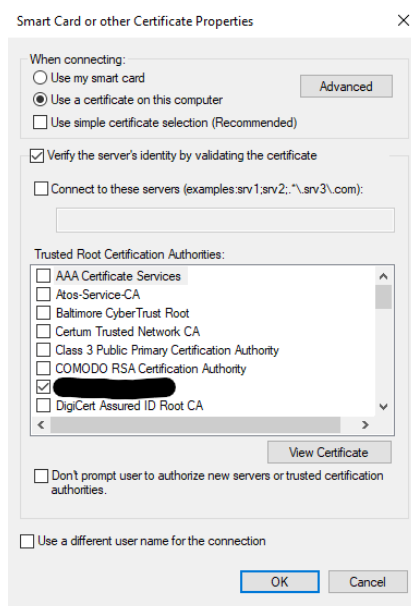 Smart Card or other Certificate Properties
When connecting:
Use my smart card
Advanced
Use a certificate on this computer
Use simple certificate selection (Recommended)
Verify the server's identity by validating the certificate
Connect to these servers (examples:srv1;srv2;.*\.srv3\.com):
Trusted Root Certification Authorities:
AAA Certificate Services
Atos-Service-CA
Baltimore CyberTrust Root
Certum Trusted Network CA
Class 3 Public Primary Certification Authority
COMODO RSA Certification Authority
DigiCert Assured ID Root CA
View Certificate
Don't prompt user to authorize new servers or trusted certification
authorities.
Use a different user name for the connection
OK
Cancel